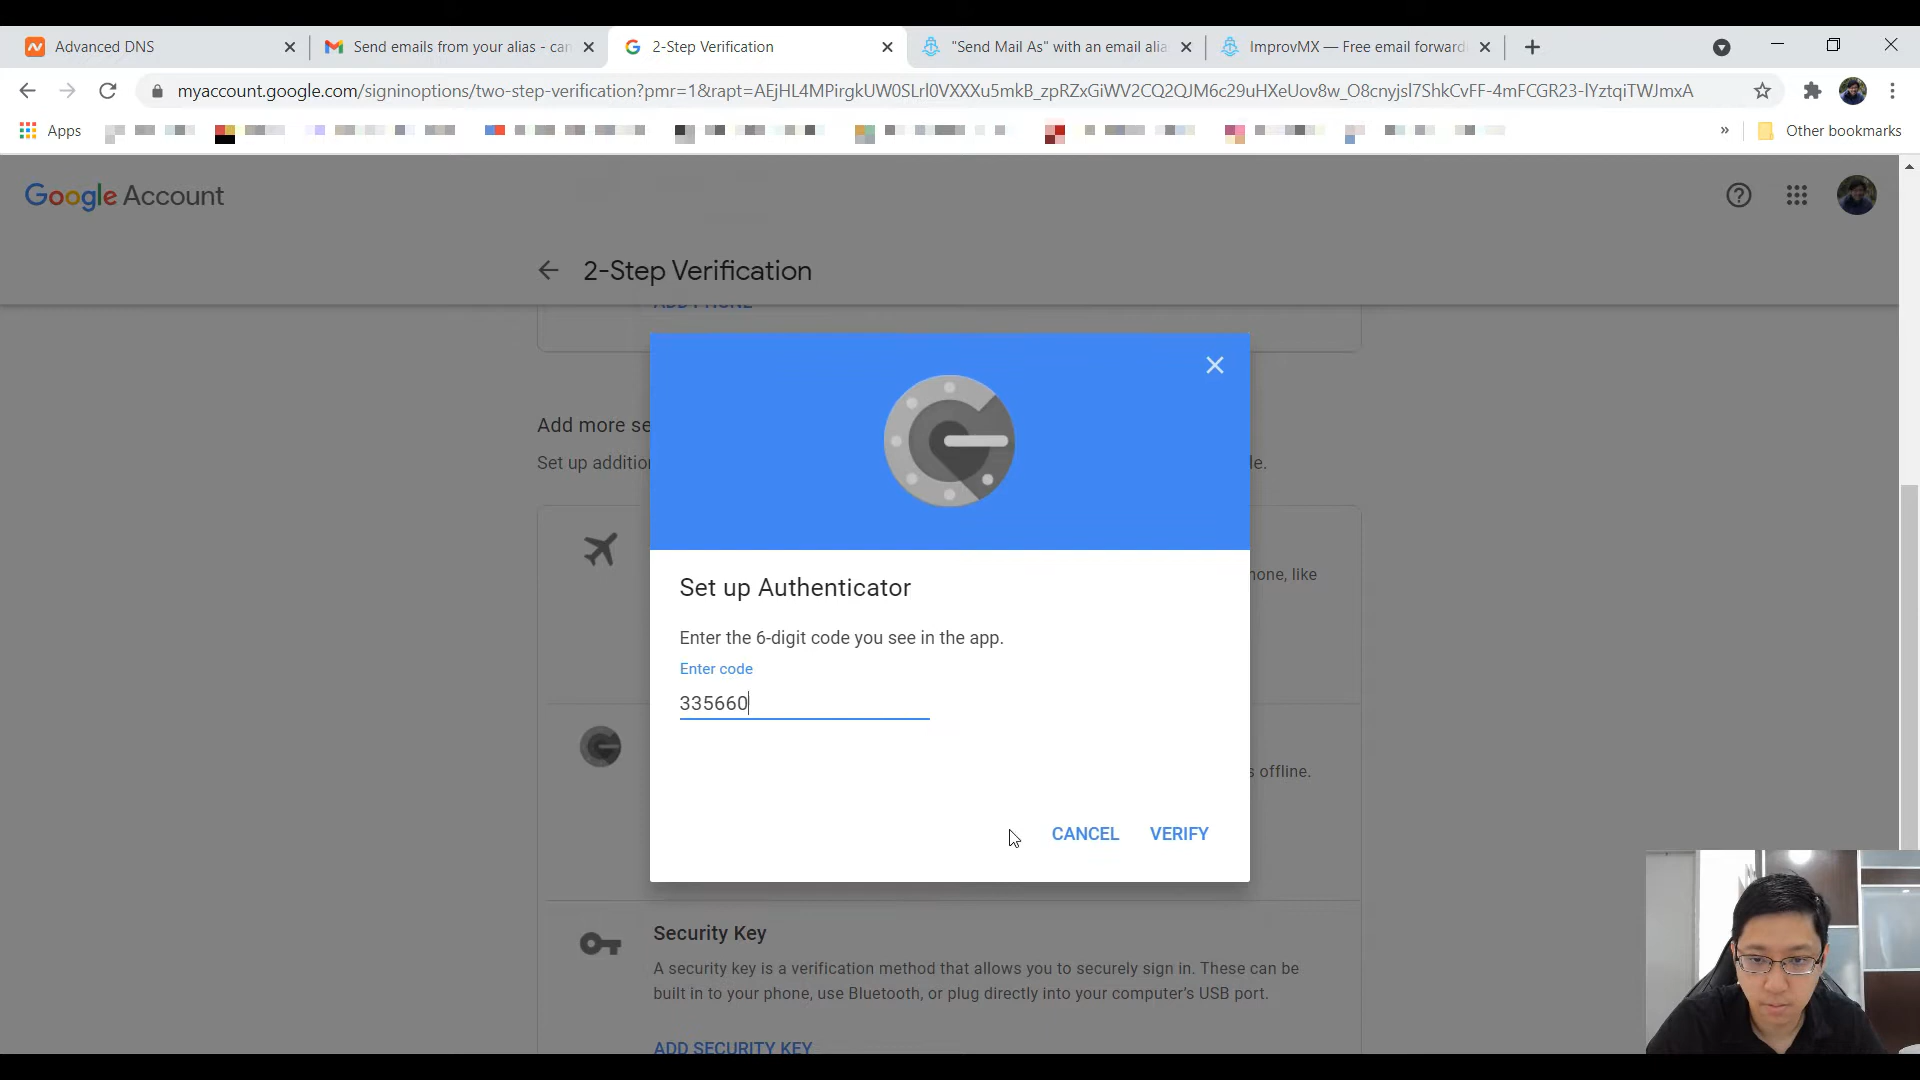 Advanced DNS
Send emails from your alias - can
2-Step Verification
"Send Mail As" with an email alia
ImprovMX — Free email forward
myaccount.google.com/signinoptions/two-step-verification?pmr=1&rapt=AEjHL4MPirgkUW0SLrl0VXXXu5mkB_zpRZxGiWV2CQ2QJM6c29uHXeUov8w_O8cnyjsl7ShkCvFF-4mFCGR23-lYztqiTWJmxA
Apps
»
Other bookmarks
Google Account
2-Step Verification
ADD PHONE
Add more se
Set up additio
le.
hone, like
Set up Authenticator
Enter the 6-digit code you see in the app.
Enter code
335660
s offline.
CANCEL
VERIFY
Security Key
A security key is a verification method that allows you to securely sign in. These can be
built in to your phone, use Bluetooth, or plug directly into your computer's USB port.
ADD SECURITY KEY